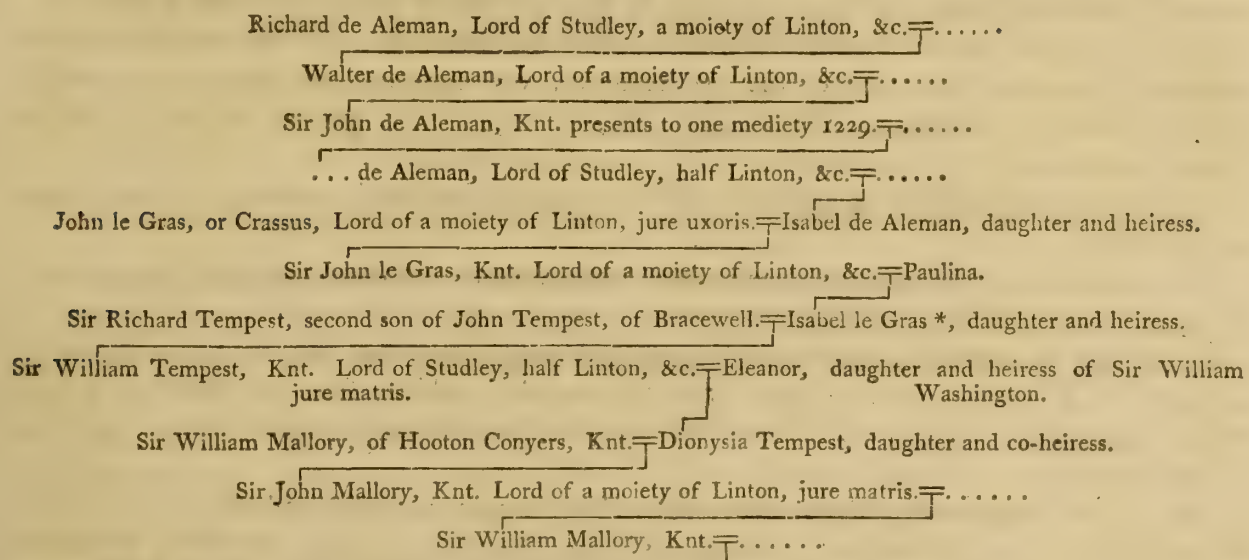 Richard de Aleman, Lord of Studley, a moiety of Linton, &c.......
Walter de Aleman, Lord of a moiety of Linton, &c.......
Sir John de Aleman, Knt. presents to one mediety 1229.......
... de Aleman, Lord of Studley, half Linton, &c.......
John le Gras, or Crassus, Lord of a moiety of Linton, jure uxoris. Isabel de Aleman, daughter and heiress.
Sir John le Gras, Knt. Lord of a moiety of Linton, &c. Paulina.
Sir Richard Tempest, second son of John Tempest, of Bracewell. Isabel le Gras *, daughter and heiress.
Sir William Tempest, Knt. Lord of Studley, half Linton, &c. Eleanor, daughter and heiress of Sir William
jure matris. Washington.
Sir William Mallory, of Hooton Conyers, Knt. Dionysia Tempest, daughter and co-heiress.
Sir John Mallory, Knt. Lord of a moiety of Linton, jure matris.......
Sir William Mallory, Knt.......